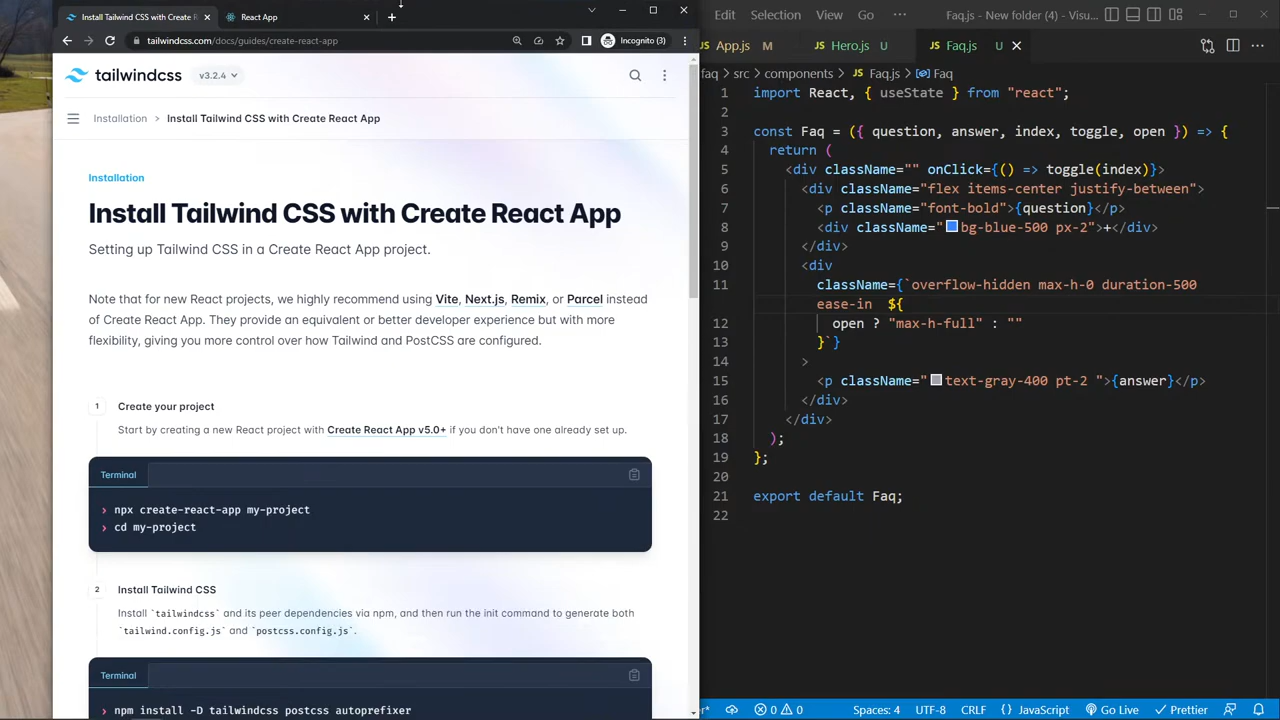 Install Tailwind CSS with Create R
React App
tailwindcss.com/docs/guides/create-react-app
Incognito (3)
tailwindcss
v3.2.4
Installation > Install Tailwind CSS with Create React App
Installation
Install Tailwind CSS with Create React App
Setting up Tailwind CSS in a Create React App project.
Note that for new React projects, we highly recommend using Vite, Next.js, Remix, or Parcel instead
of Create React App. They provide an equivalent or better developer experience but with more
flexibility, giving you more control over how Tailwind and PostCSS are configured.
1 Create your project
Start by creating a new React project with Create React App v5.0+ if you don't have one already set up.
Terminal
› npx create-react-app my-project
› cd my-project
2 Install Tailwind CSS
Install `tailwindcss` and its peer dependencies via npm, and then run the init command to generate both
`tailwind.config.js` and `postcss.config.js`.
Terminal
npm install -D tailwindcss postcss autoprefixer
Edit Selection View Go ··· Faq.js - New folder (4) - Visu...
App.js M Hero.js U Faq.js U
faq > src > components > Faq.js > Faq
1 import React, { useState } from "react";
2
3 const Faq = ({ question, answer, index, toggle, open }) => {
4 return (
5 <div className="" onClick={() => toggle(index)}>
6 <div className="flex items-center justify-between">
7 <p className="font-bold">{question}</p>
8 <div className="bg-blue-500 px-2">+</div>
9 </div>
10 <div
11 className={`overflow-hidden max-h-0 duration-500
ease-in  ${
12 open ? "max-h-full" : ""
13 }`}
14 >
15 <p className="text-gray-400 pt-2 ">{answer}</p>
16 </div>
17 </div>
18 );
19 };
20
21 export default Faq;
22
0 0 Spaces: 4 UTF-8 CRLF {} JavaScript Go Live Prettier